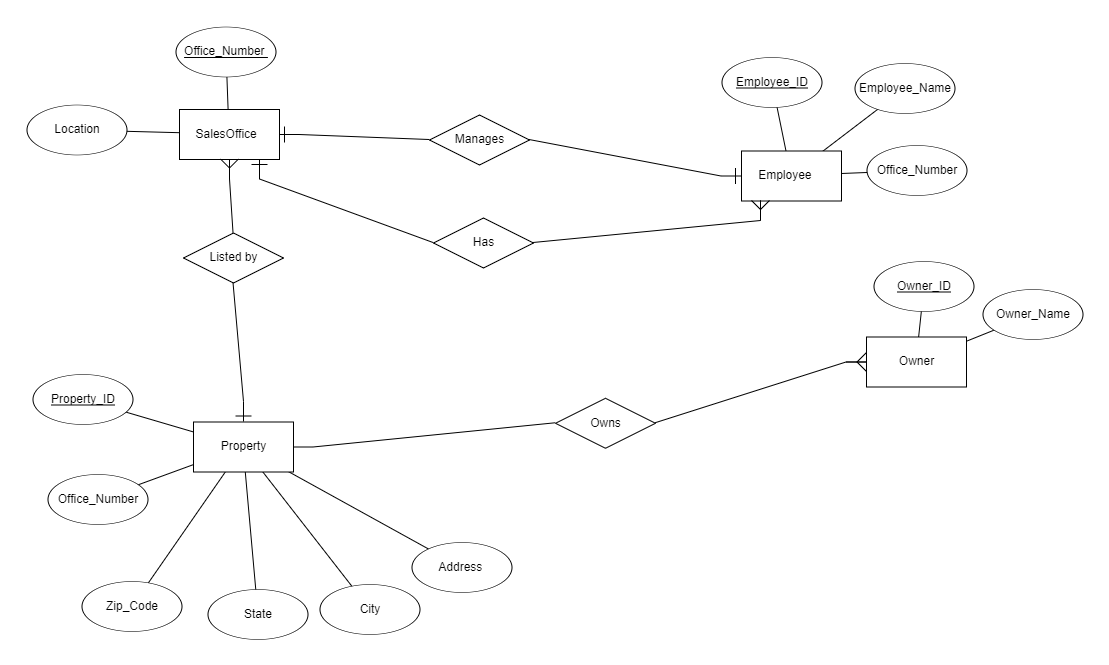 Office_Number
Employee_ID
Employee_Name
Location
SalesOffice
Manages
Employee
Office_Number
Has
Listed by
Owner_ID
Owner_Name
Owner
Property_ID
Owns
Property
Office_Number
Address
Zip_Code
State
City